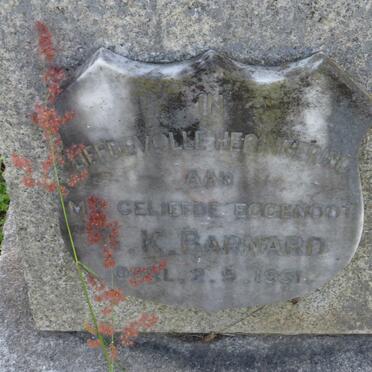 IN
LIEFDEVOLLE HERINNERING
AAN
MY GELIEFDE EGGENOOT
K. BARNARD
OORL. 2.5.1951